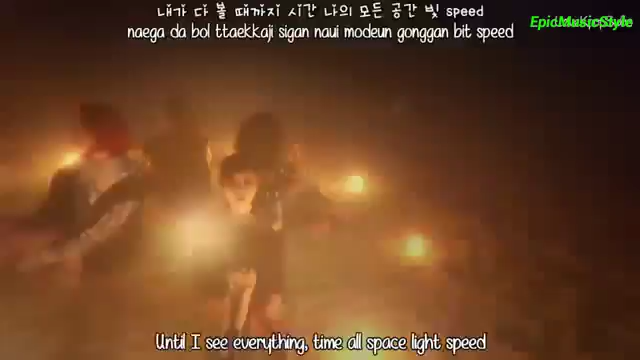 내가 다 볼 때까지 시간 나의 모든 공간 빛 speed
naega da bol ttaekkaji sigan naui modeun gonggan bit speed
EpicMusicStyle
Until I see everything, time all space light speed